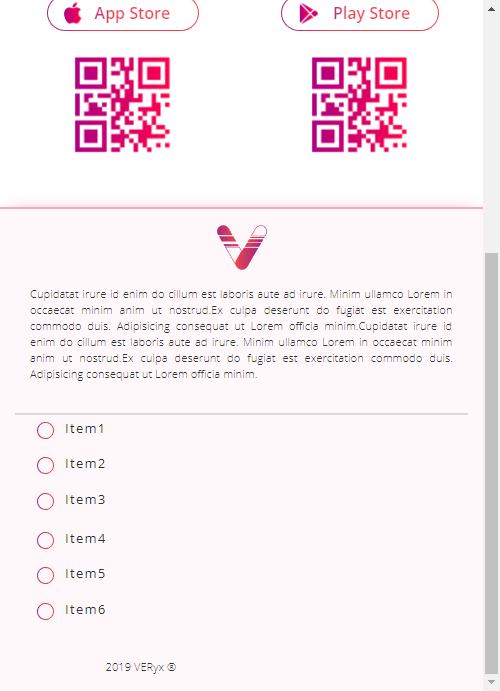 App Store
Play Store
Cupidatat irure id enim do cillum est laboris aute ad irure. Minim ullamco Lorem in
occaecat minim anim ut nostrud.Ex culpa deserunt do fugiat est exercitation
commodo duis. Adipisicing consequat ut Lorem officia minim.Cupidatat irure id
enim do cillum est laboris aute ad irure. Minim ullamco Lorem in occaecat minim
anim ut nostrud.Ex culpa deserunt do fugiat est exercitation commodo duis.
Adipisicing consequat ut Lorem officia minim.
Item1
Item2
Item3
Item4
Item5
Item6
2019 VERyx ®